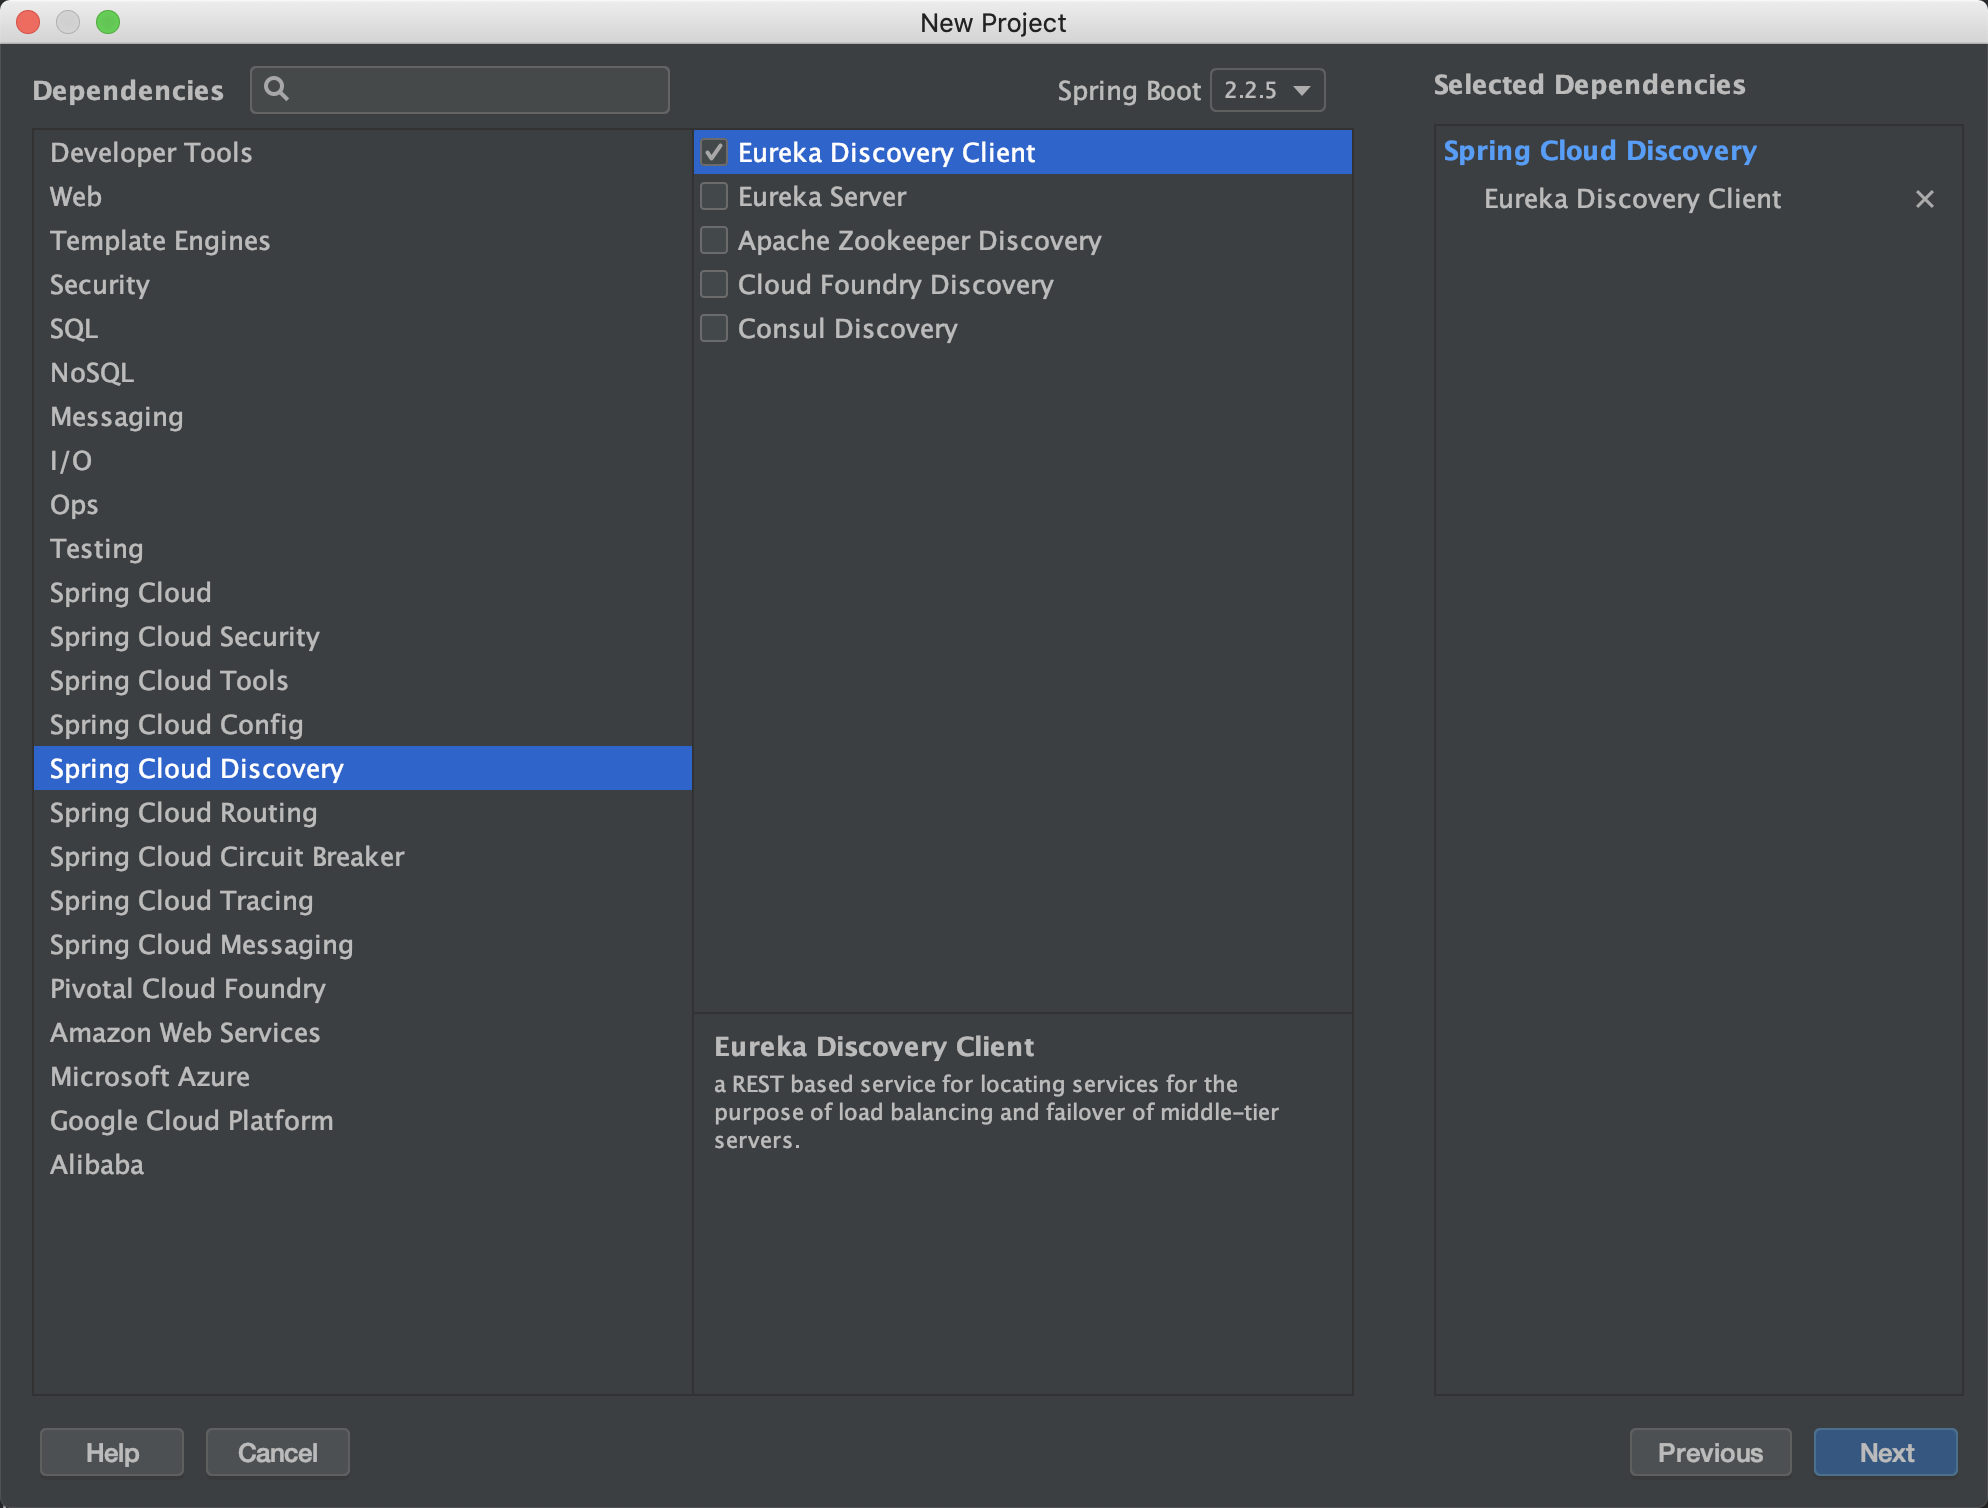 New Project
Dependencies
Spring Boot 2.2.5
Selected Dependencies
Developer Tools
Web
Template Engines
Security
SQL
NoSQL
Messaging
I/O
Ops
Testing
Spring Cloud
Spring Cloud Security
Spring Cloud Tools
Spring Cloud Config
Spring Cloud Discovery
Spring Cloud Routing
Spring Cloud Circuit Breaker
Spring Cloud Tracing
Spring Cloud Messaging
Pivotal Cloud Foundry
Amazon Web Services
Microsoft Azure
Google Cloud Platform
Alibaba
Eureka Discovery Client
Eureka Server
Apache Zookeeper Discovery
Cloud Foundry Discovery
Consul Discovery
Eureka Discovery Client
a REST based service for locating services for the
purpose of load balancing and failover of middle-tier
servers.
Spring Cloud Discovery
Eureka Discovery Client
Help
Cancel
Previous
Next